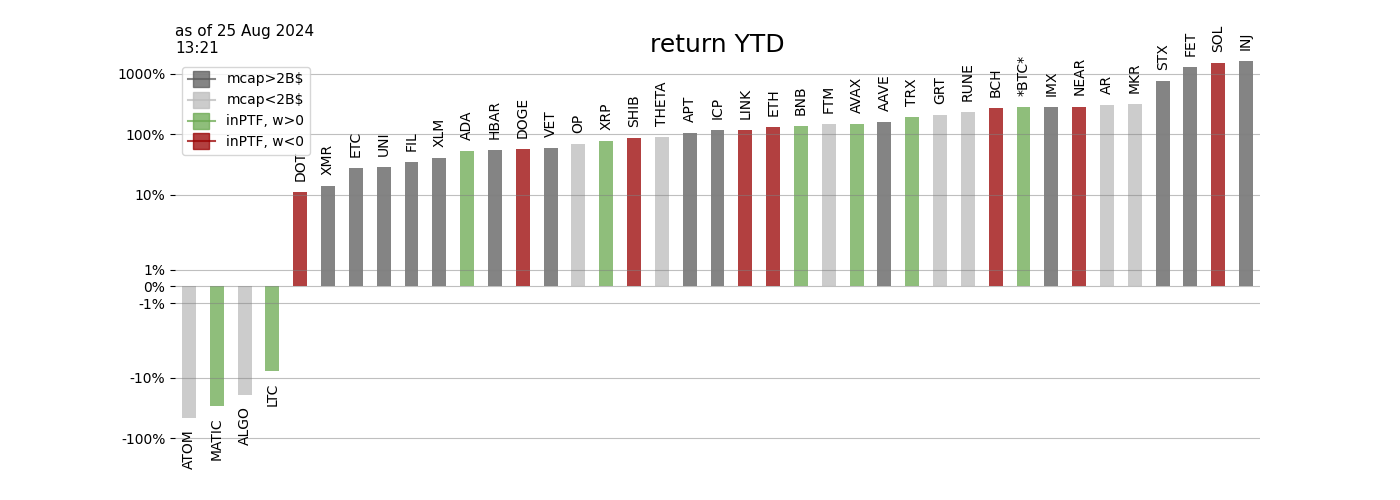 as of 25 Aug 2024
13:21
return YTD
mcap>2B$
mcap<2B$
inPTF, w>0
inPTF, w<0
1000%
100%
10%
1%
0%
-1%
-10%
-100%
ATOM
MATIC
ALGO
LTC
DOT
XMR
ETC
UNI
FIL
XLM
ADA
HBAR
DOGE
VET
OP
XRP
SHIB
THETA
APT
ICP
LINK
ETH
BNB
FTM
AVAX
AAVE
TRX
GRT
RUNE
BCH
*BTC*
IMX
NEAR
AR
MKR
STX
FET
SOL
INJ